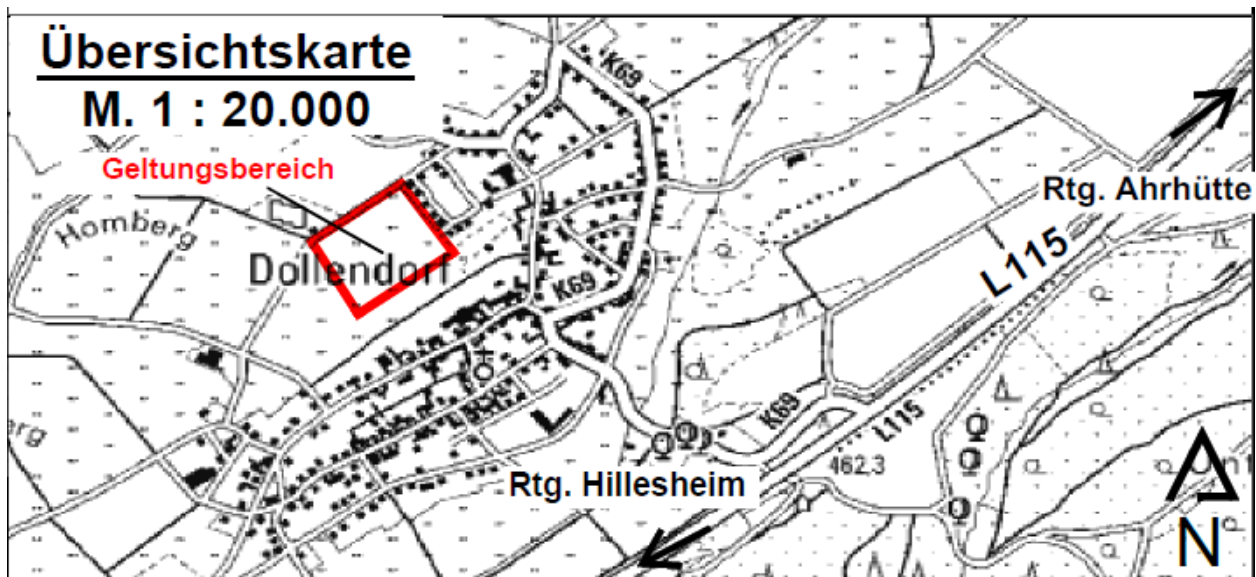 Übersichtskarte
M. 1 : 20.000
Geltungsbereich
K69
Homberg
Dollendorf
Rtg. Ahrhütte
L115
K69
K69
L115
462,3
Rtg. Hillesheim
N